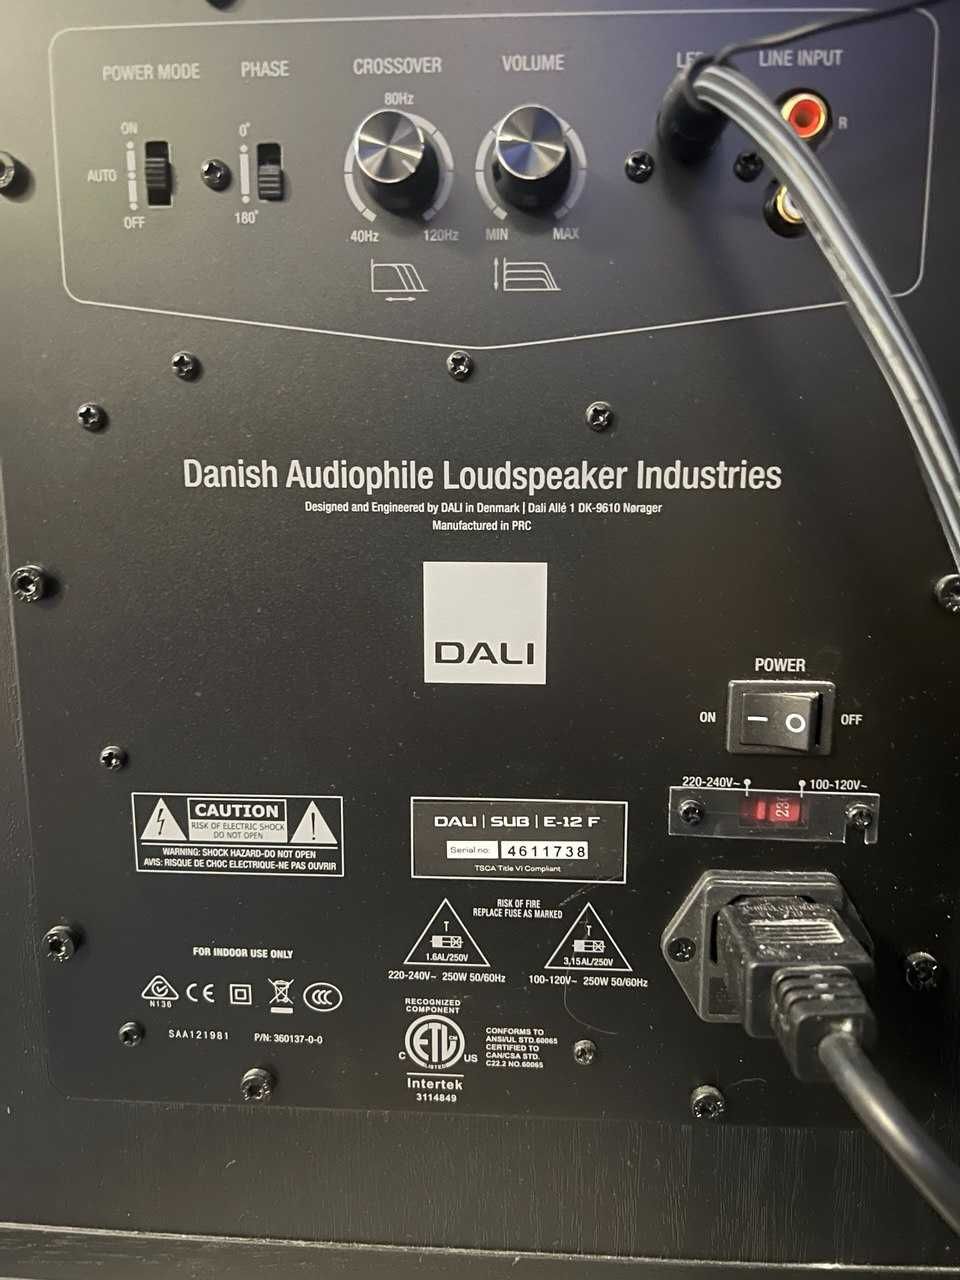 POWER MODE
PHASE
CROSSOVER
VOLUME
LINE INPUT
80Hz
ON
AUTO
OFF
0°
180°
40Hz
120Hz
MIN
MAX
R
Danish Audiophile Loudspeaker Industries
Designed and Engineered by DALI in Denmark | Dali Allé 1 DK-9610 Nørager
Manufactured in PRC
DALI
POWER
ON
OFF
220-240V~
100-120V~
CAUTION
RISK OF ELECTRIC SHOCK
DO NOT OPEN
WARNING: SHOCK HAZARD-DO NOT OPEN
AVIS: RISQUE DE CHOC ELECTRIQUE-NE PAS OUVRIR
DALI | SUB | E-12 F
Serial no: 4611738
TSCA Title VI Compliant
RISK OF FIRE
REPLACE FUSE AS MARKED
T
1.6AL/250V
T
3,15AL/250V
220-240V~ 250W 50/60Hz
100-120V~ 250W 50/60Hz
FOR INDOOR USE ONLY
N136
CE
CCC
SAA121981
P/N: 360137-0-0
RECOGNIZED
COMPONENT
ETL
CM
LISTED
C
US
Intertek
3114849
CONFORMS TO
ANSI/UL STD.60065
CERTIFIED TO
CAN/CSA STD.
C22.2 NO.60065